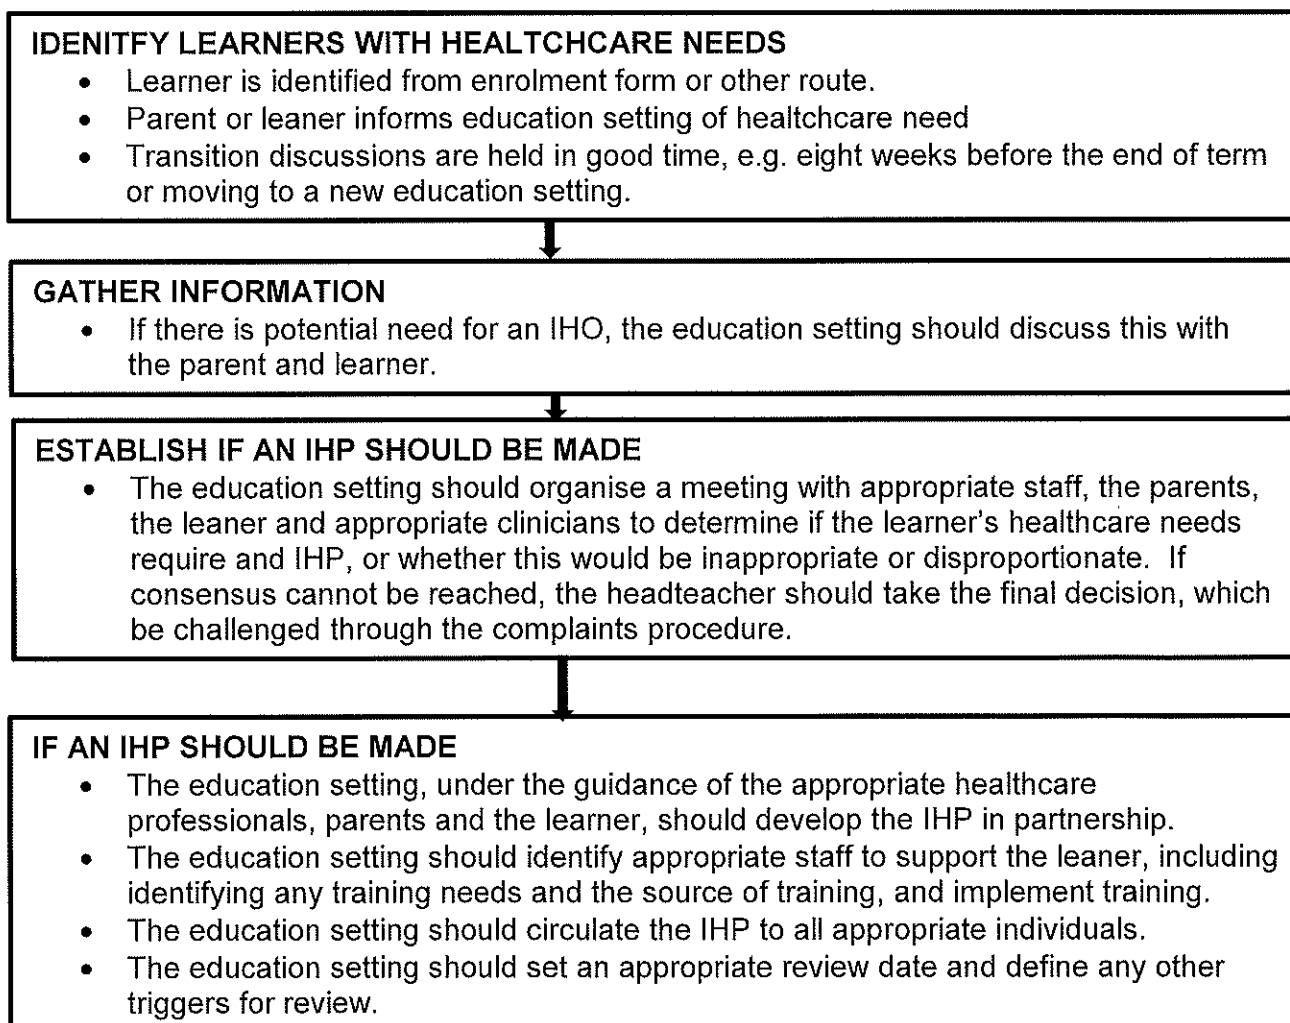 IDENITFY LEARNERS WITH HEALTCHCARE NEEDS
• Learner is identified from enrolment form or other route.
• Parent or leaner informs education setting of healtchcare need
• Transition discussions are held in good time, e.g. eight weeks before the end of term
or moving to a new education setting.
GATHER INFORMATION
• If there is potential need for an IHO, the education setting should discuss this with
the parent and learner.
ESTABLISH IF AN IHP SHOULD BE MADE
• The education setting should organise a meeting with appropriate staff, the parents,
the leaner and appropriate clinicians to determine if the learner's healthcare needs
require and IHP, or whether this would be inappropriate or disproportionate.  If
consensus cannot be reached, the headteacher should take the final decision, which
be challenged through the complaints procedure.
IF AN IHP SHOULD BE MADE
• The education setting, under the guidance of the appropriate healthcare
professionals, parents and the learner, should develop the IHP in partnership.
• The education setting should identify appropriate staff to support the leaner, including
identifying any training needs and the source of training, and implement training.
• The education setting should circulate the IHP to all appropriate individuals.
• The education setting should set an appropriate review date and define any other
triggers for review.